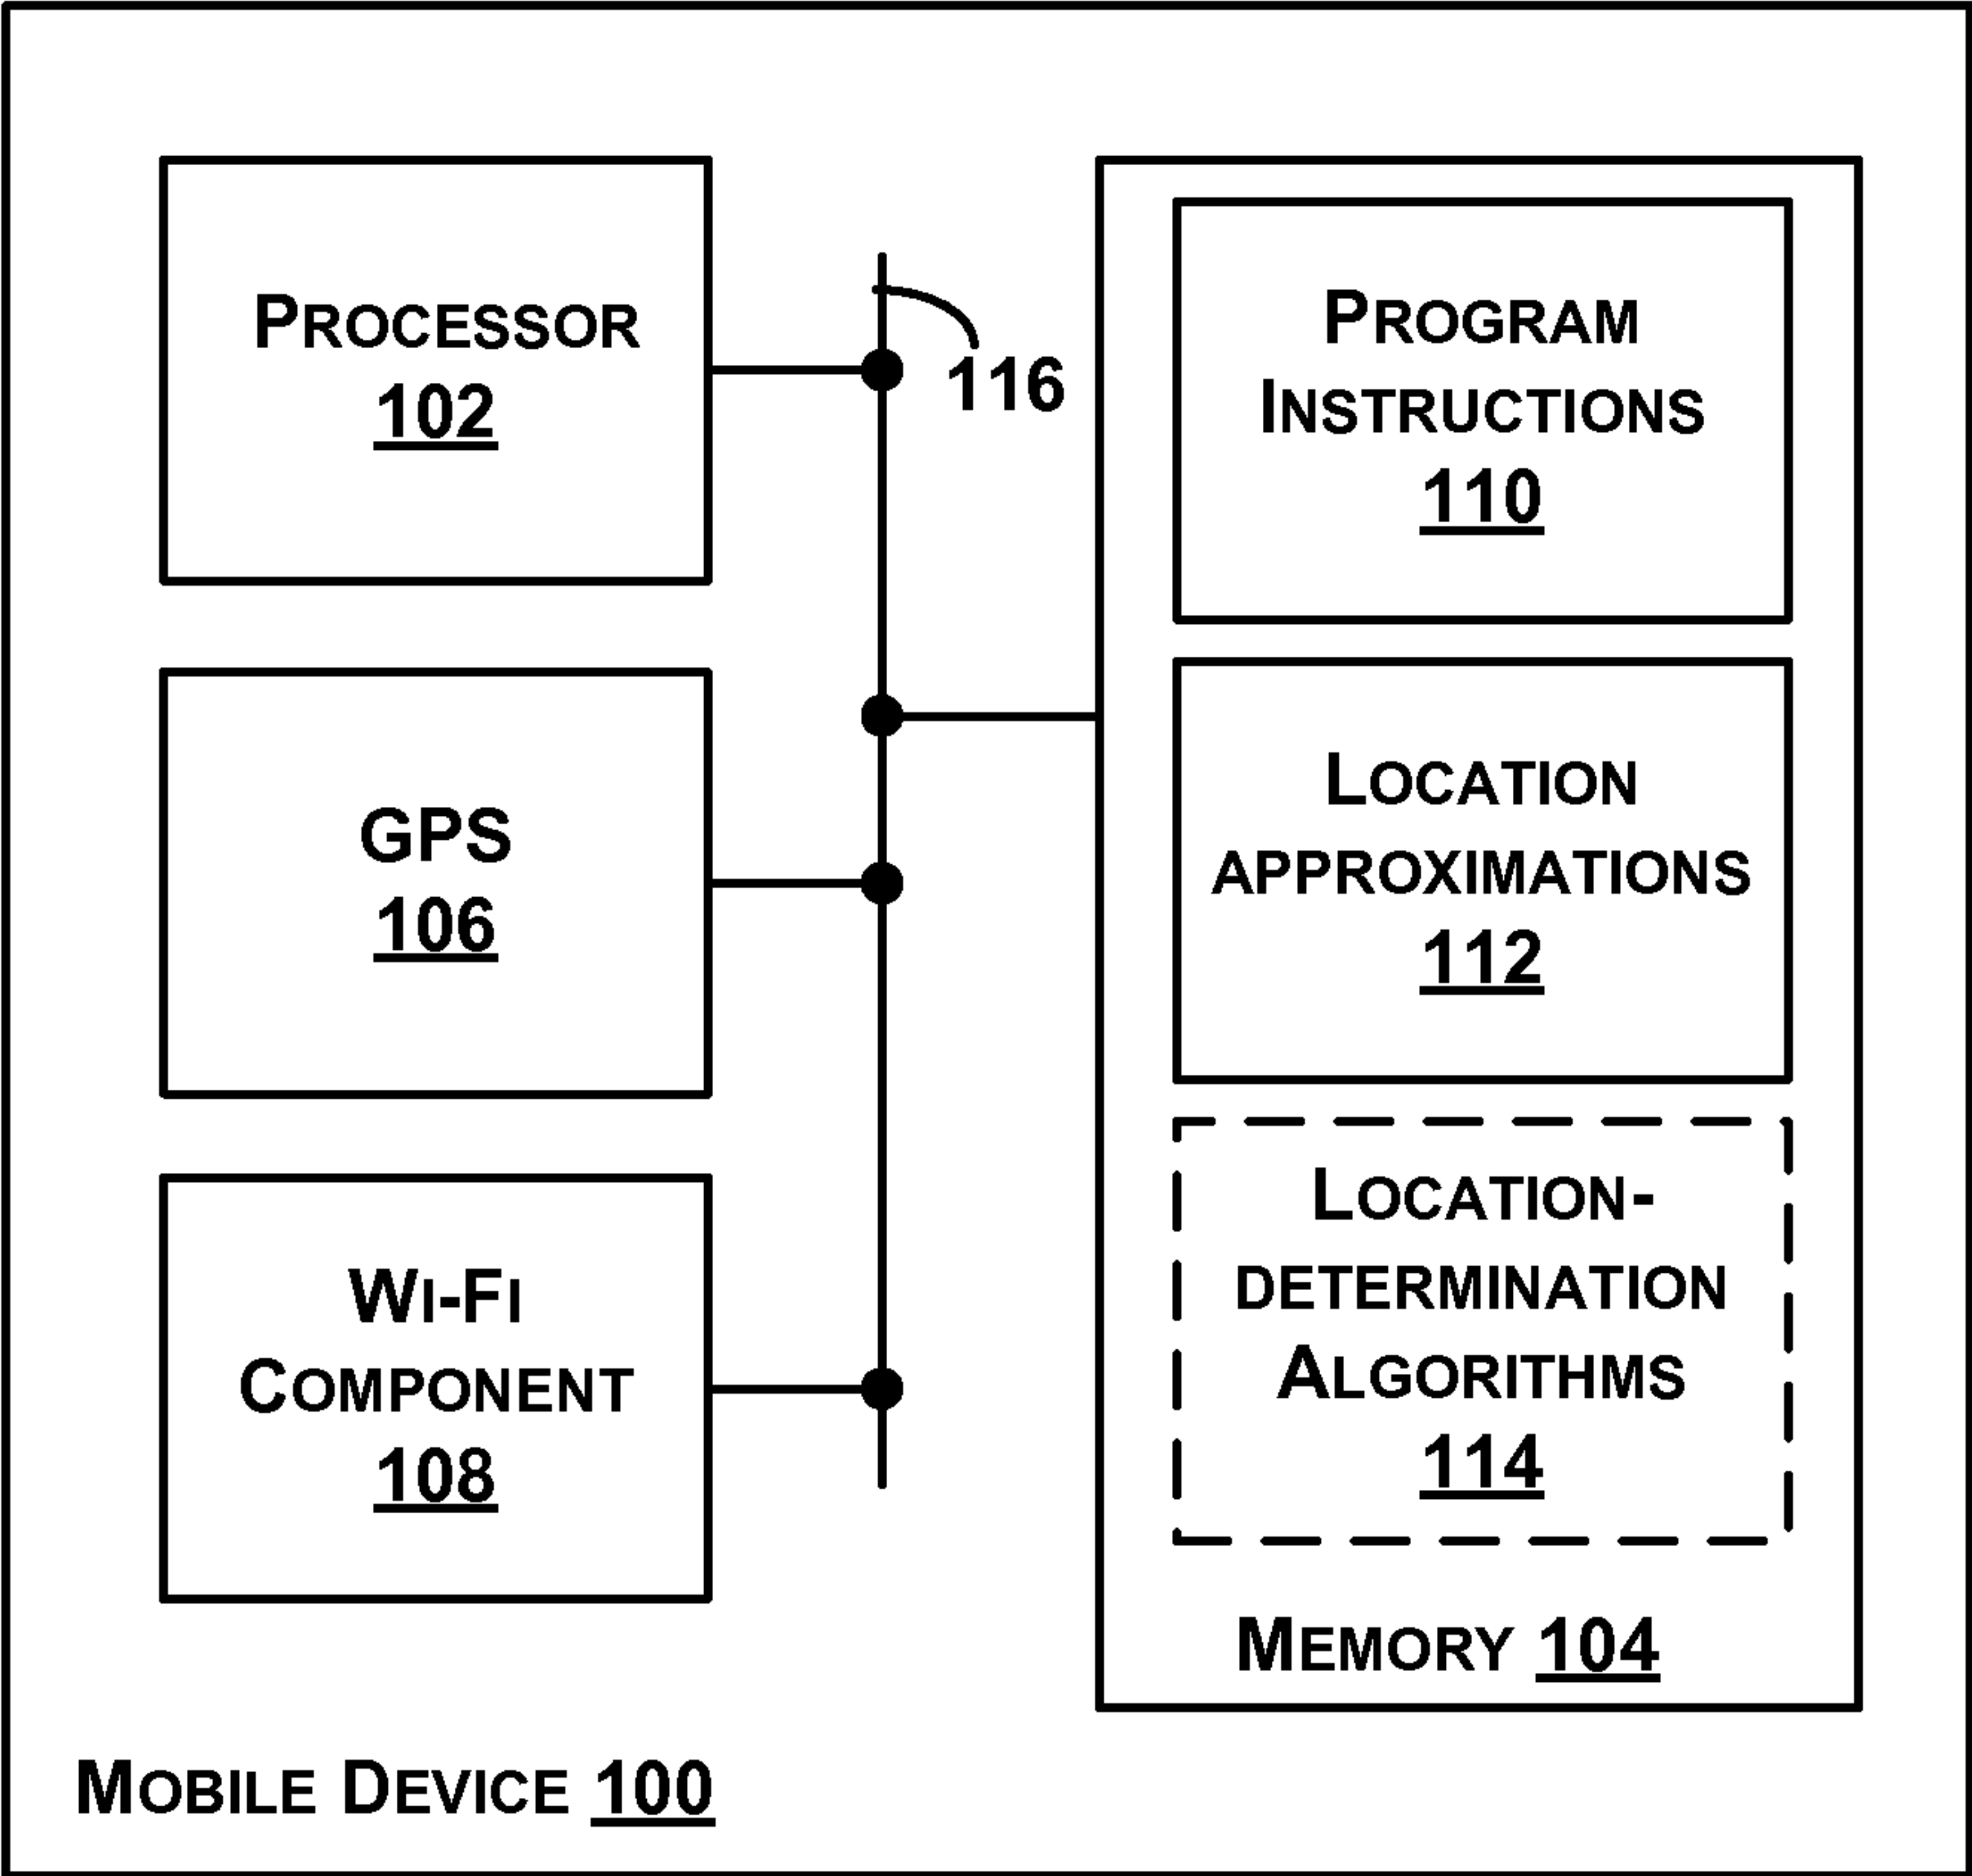 PROCESSOR
102
116
GPS
106
WI-FI
COMPONENT
108
PROGRAM
INSTRUCTIONS
110
LOCATION
APPROXIMATIONS
112
LOCATION-
DETERMINATION
ALGORITHMS
114
MEMORY 104
MOBILE DEVICE 100